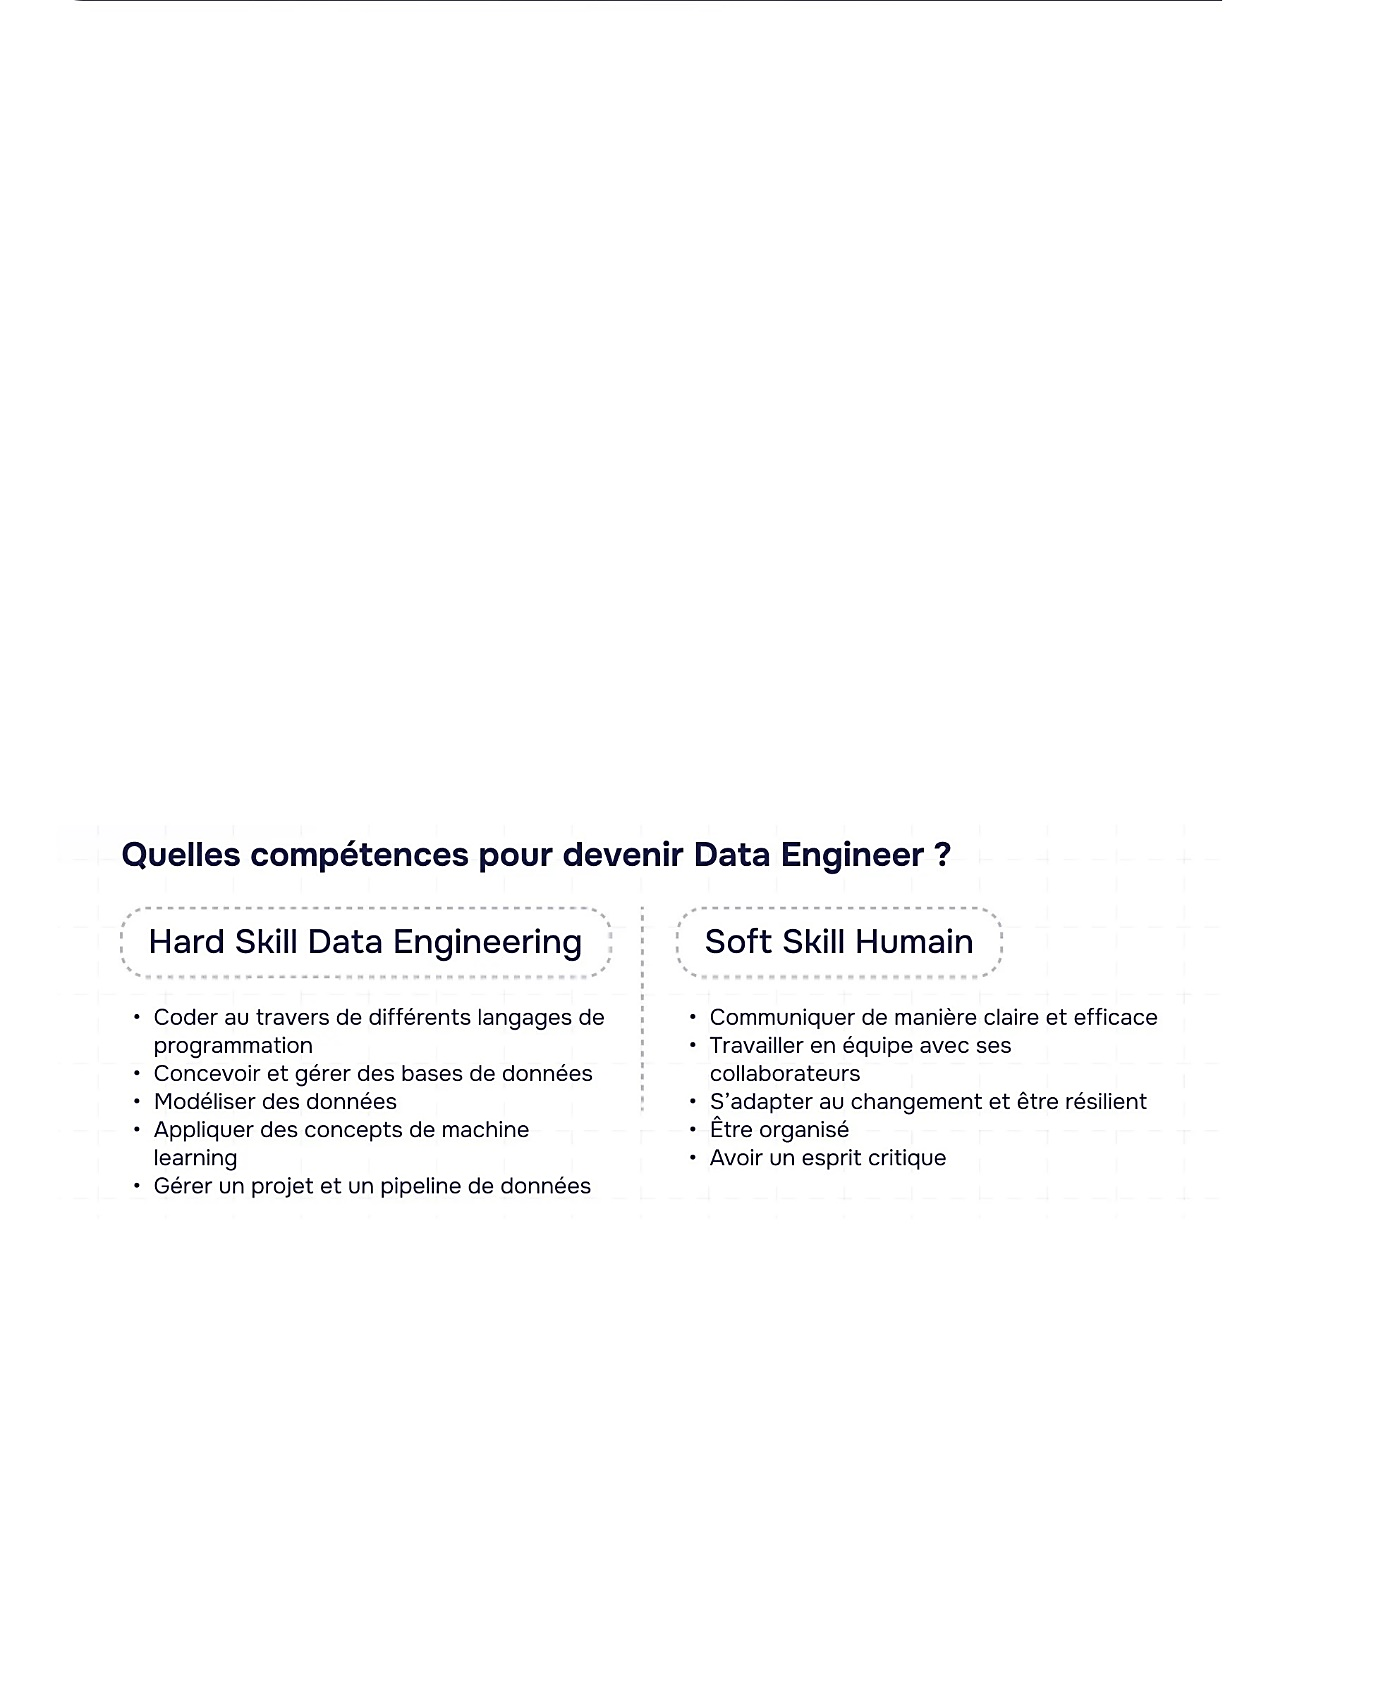 Quelles compétences pour devenir Data Engineer ?
Hard Skill Data Engineering
• Coder au travers de différents langages de
programmation
• Concevoir et gérer des bases de données
• Modéliser des données
• Appliquer des concepts de machine
learning
• Gérer un projet et un pipeline de données
Soft Skill Humain
• Communiquer de manière claire et efficace
• Travailler en équipe avec ses
collaborateurs
• S’adapter au changement et être résilient
• Être organisé
• Avoir un esprit critique